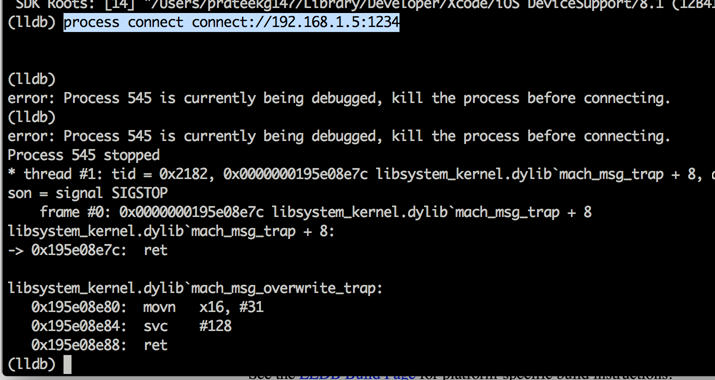 SDK Roots: [14] "/Users/prateekg147/Library/Developer/Xcode/iOS DeviceSupport/8.1 (12B41
(lldb) process connect connect://192.168.1.5:1234
(lldb)
error: Process 545 is currently being debugged, kill the process before connecting.
(lldb)
error: Process 545 is currently being debugged, kill the process before connecting.
Process 545 stopped
* thread #1: tid = 0x2182, 0x0000000195e08e7c libsystem_kernel.dylib`mach_msg_trap + 8,
son = signal SIGSTOP
frame #0: 0x0000000195e08e7c libsystem_kernel.dylib`mach_msg_trap + 8
libsystem_kernel.dylib`mach_msg_trap + 8:
-> 0x195e08e7c: ret
libsystem_kernel.dylib`mach_msg_overwrite_trap:
0x195e08e80: movn x16, #31
0x195e08e84: svc #128
0x195e08e88: ret
(lldb)